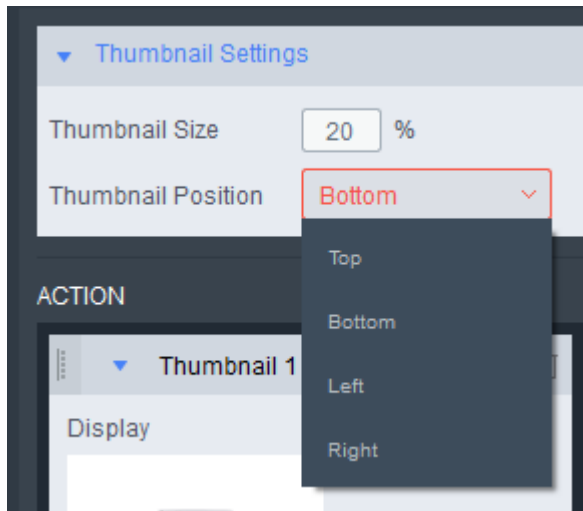 Thumbnail Settings
Thumbnail Size 20 %
Thumbnail Position Bottom
Top
Bottom
Left
Right
ACTION
Thumbnail 1
Display